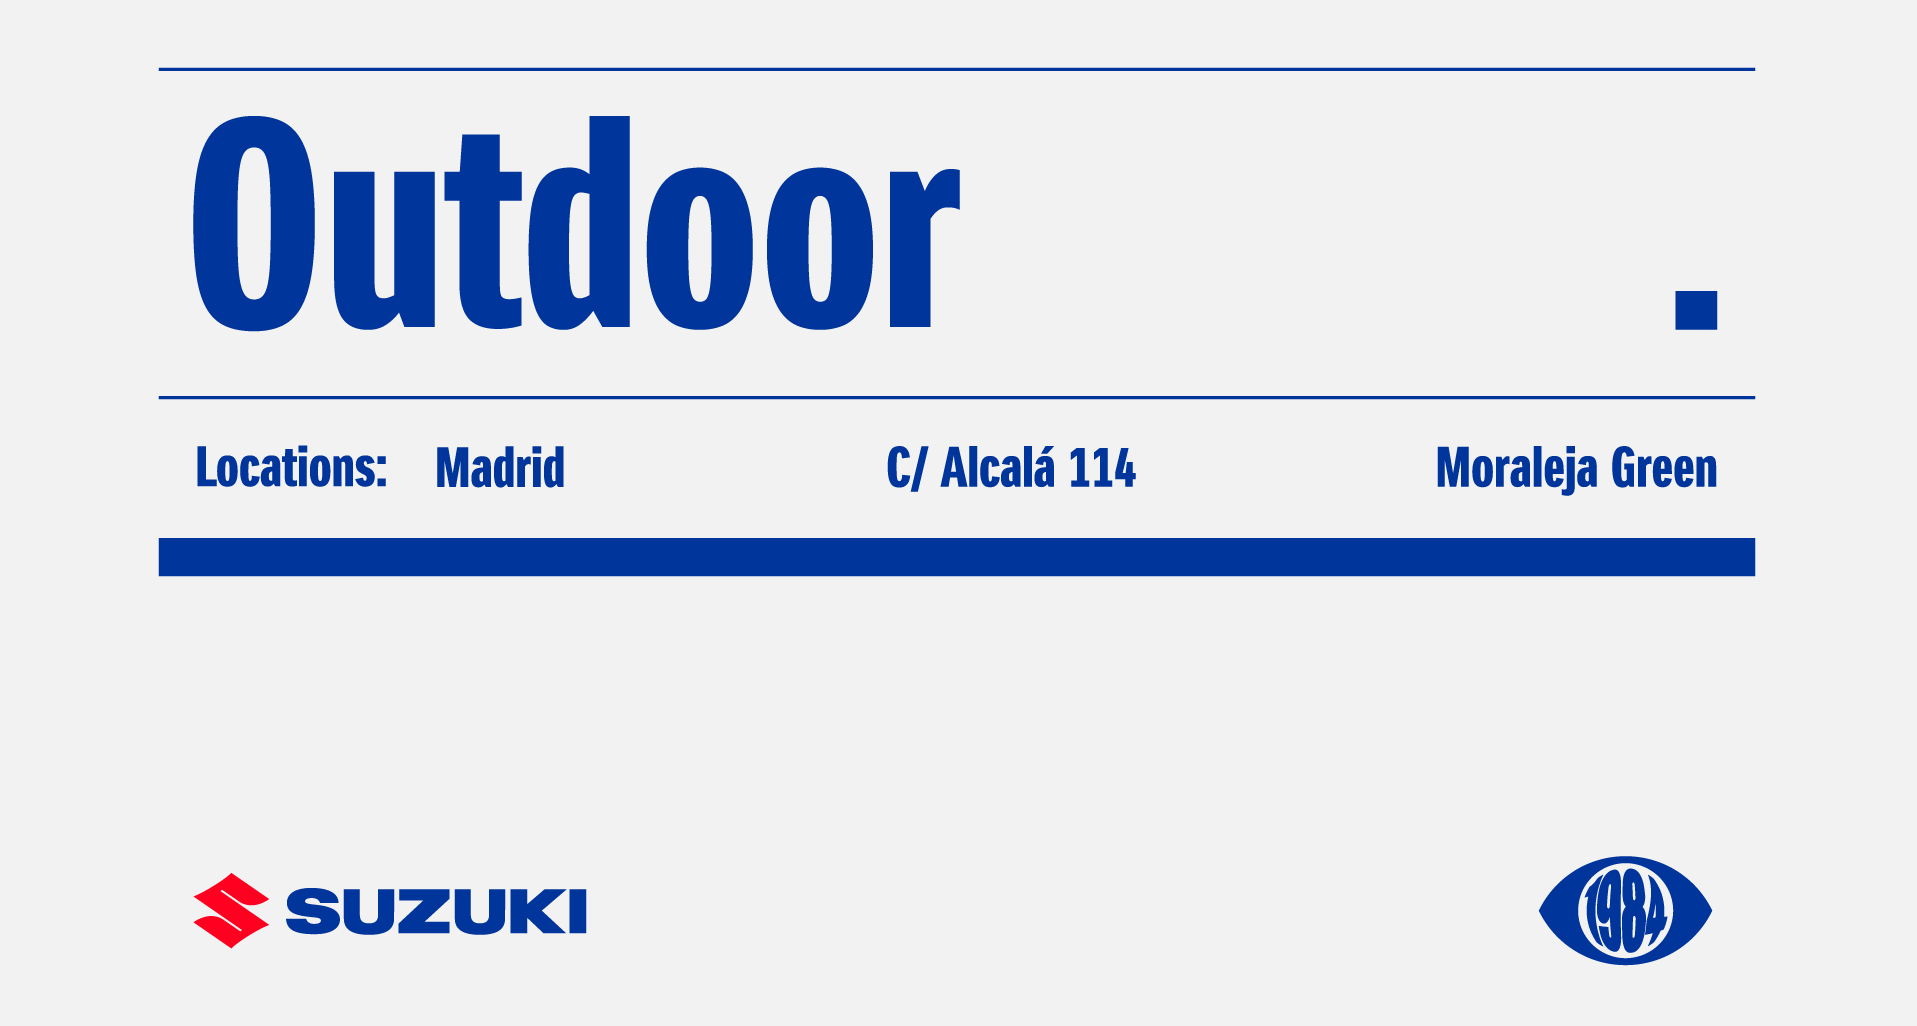 Outdoor .
Locations: Madrid C/ Alcalá 114 Moraleja Green
SUZUKI 1984